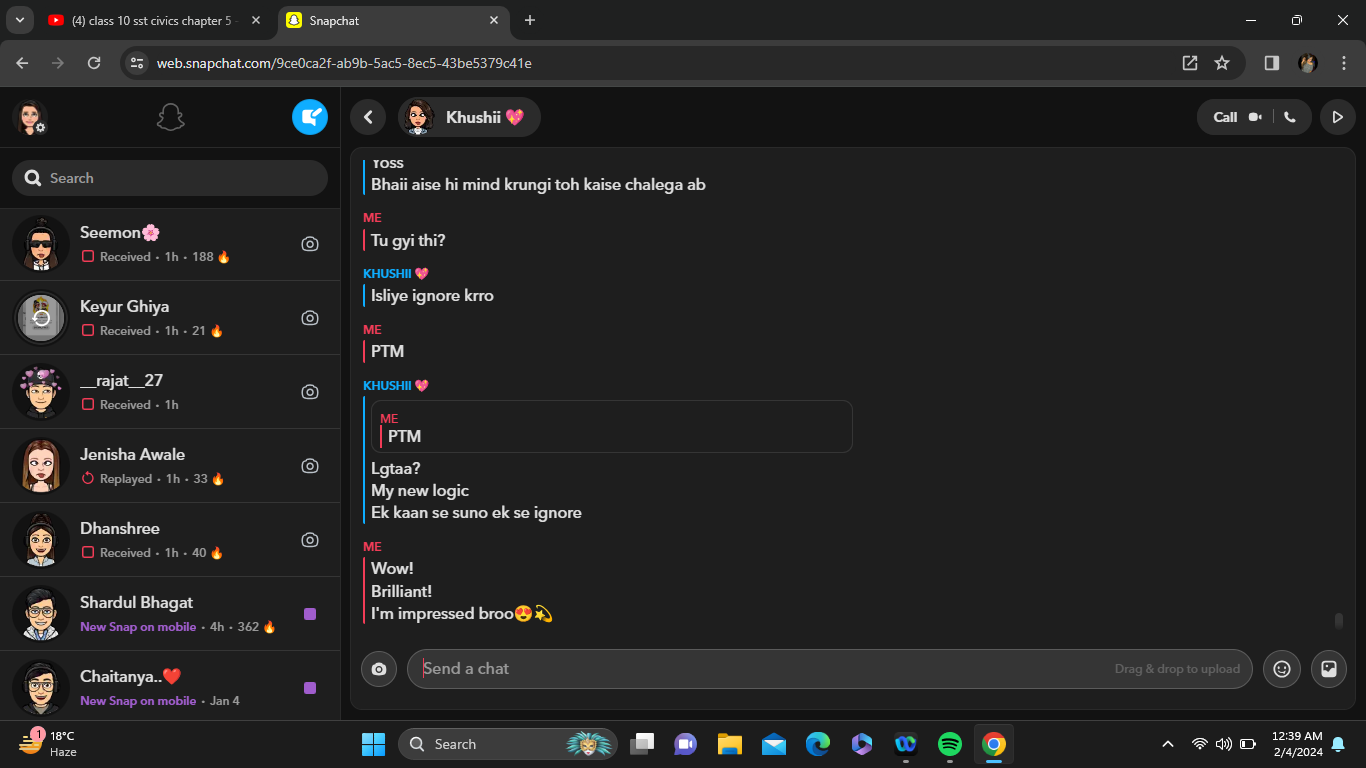 (4) class 10 sst civics chapter 5
Snapchat
web.snapchat.com/9ce0ca2f-ab9b-5ac5-8ec5-43be5379c41e
Khushii 💖
Call
Search
Seemon🌸
Received · 1h · 188 🔥
Keyur Ghiya
Received · 1h · 21 🔥
__rajat__27
Received · 1h
Jenisha Awale
Replayed · 1h · 33 🔥
Dhanshree
Received · 1h · 40 🔥
Shardul Bhagat
New Snap on mobile · 4h · 362 🔥
Chaitanya..❤️
New Snap on mobile · Jan 4
Yoss
Bhaii aise hi mind krungi toh kaise chalega ab
ME
Tu gyi thi?
KHUSHII 💖
Isliye ignore krro
ME
PTM
KHUSHII 💖
ME
PTM
Lgtaa?
My new logic
Ek kaan se suno ek se ignore
ME
Wow!
Brilliant!
I'm impressed broo😍💫
Send a chat
Drag & drop to upload
1
18°C
Haze
Search
12:39 AM
2/4/2024